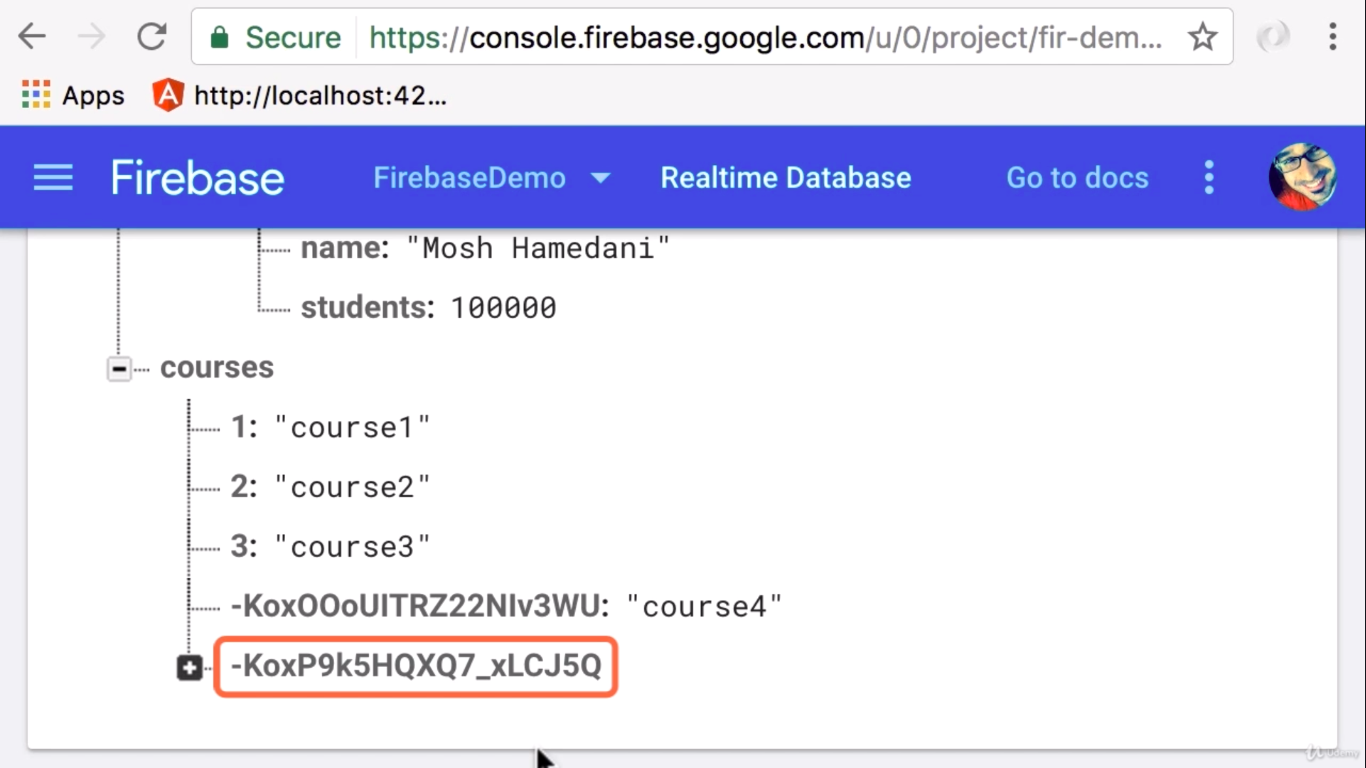 Secure https://console.firebase.google.com/u/0/project/fir-dem...
Apps http://localhost:42...
Firebase FirebaseDemo Realtime Database Go to docs
name: "Mosh Hamedani"
students: 100000
courses
1: "course1"
2: "course2"
3: "course3"
-KoxOOoUITRZ22NIv3WU: "course4"
-KoxP9k5HQXQ7_xLCJ5Q
Udemy